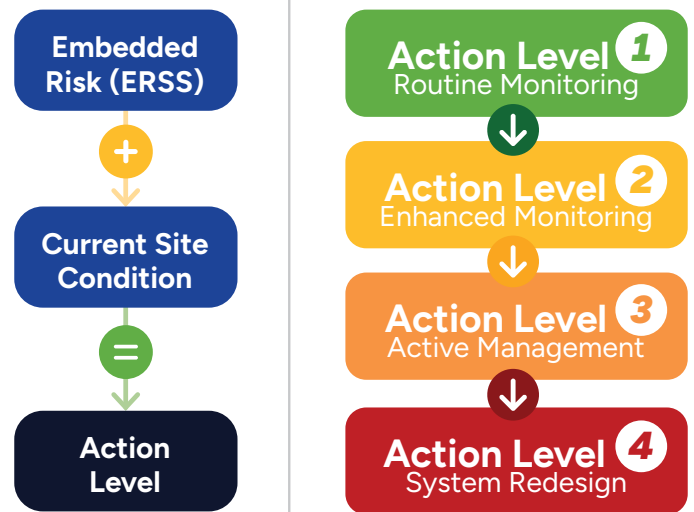 Embedded
Risk (ERSS)
+
Current Site
Condition
=
Action
Level
Action Level 1
Routine Monitoring
Action Level 2
Enhanced Monitoring
Action Level 3
Active Management
Action Level 4
System Redesign